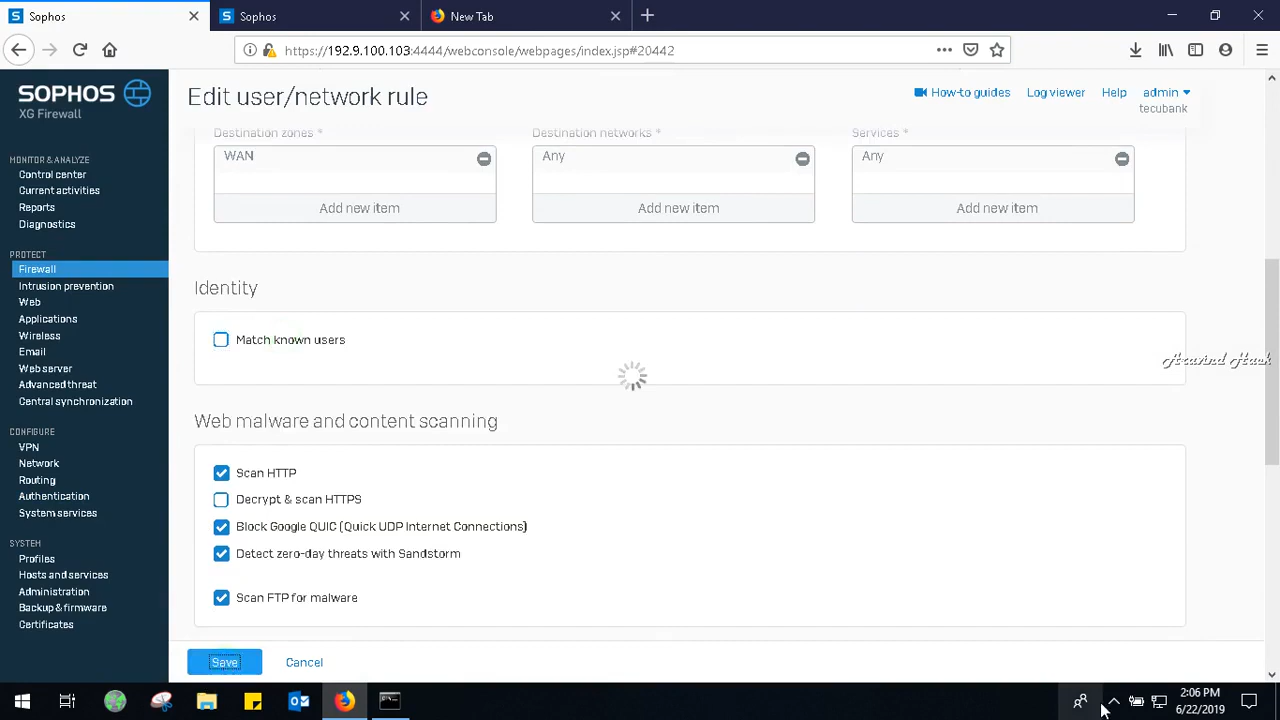 Sophos
Sophos
New Tab
https://192.9.100.103:4444/webconsole/webpages/index.jsp#20442
SOPHOS
XG Firewall
Edit user/network rule
How-to guides
Log viewer
Help
admin
tecubank
MONITOR & ANALYZE
Control center
Current activities
Reports
Diagnostics
PROTECT
Firewall
Intrusion prevention
Web
Applications
Wireless
Email
Web server
Advanced threat
Central synchronization
CONFIGURE
VPN
Network
Routing
Authentication
System services
SYSTEM
Profiles
Hosts and services
Administration
Backup & firmware
Certificates
Destination zones *
Destination networks *
Services *
WAN
Any
Any
Add new item
Add new item
Add new item
Identity
Match known users
Aravind Hack
Web malware and content scanning
Scan HTTP
Decrypt & scan HTTPS
Block Google QUIC (Quick UDP Internet Connections)
Detect zero-day threats with Sandstorm
Scan FTP for malware
Save
Cancel
2:06 PM
6/22/2019